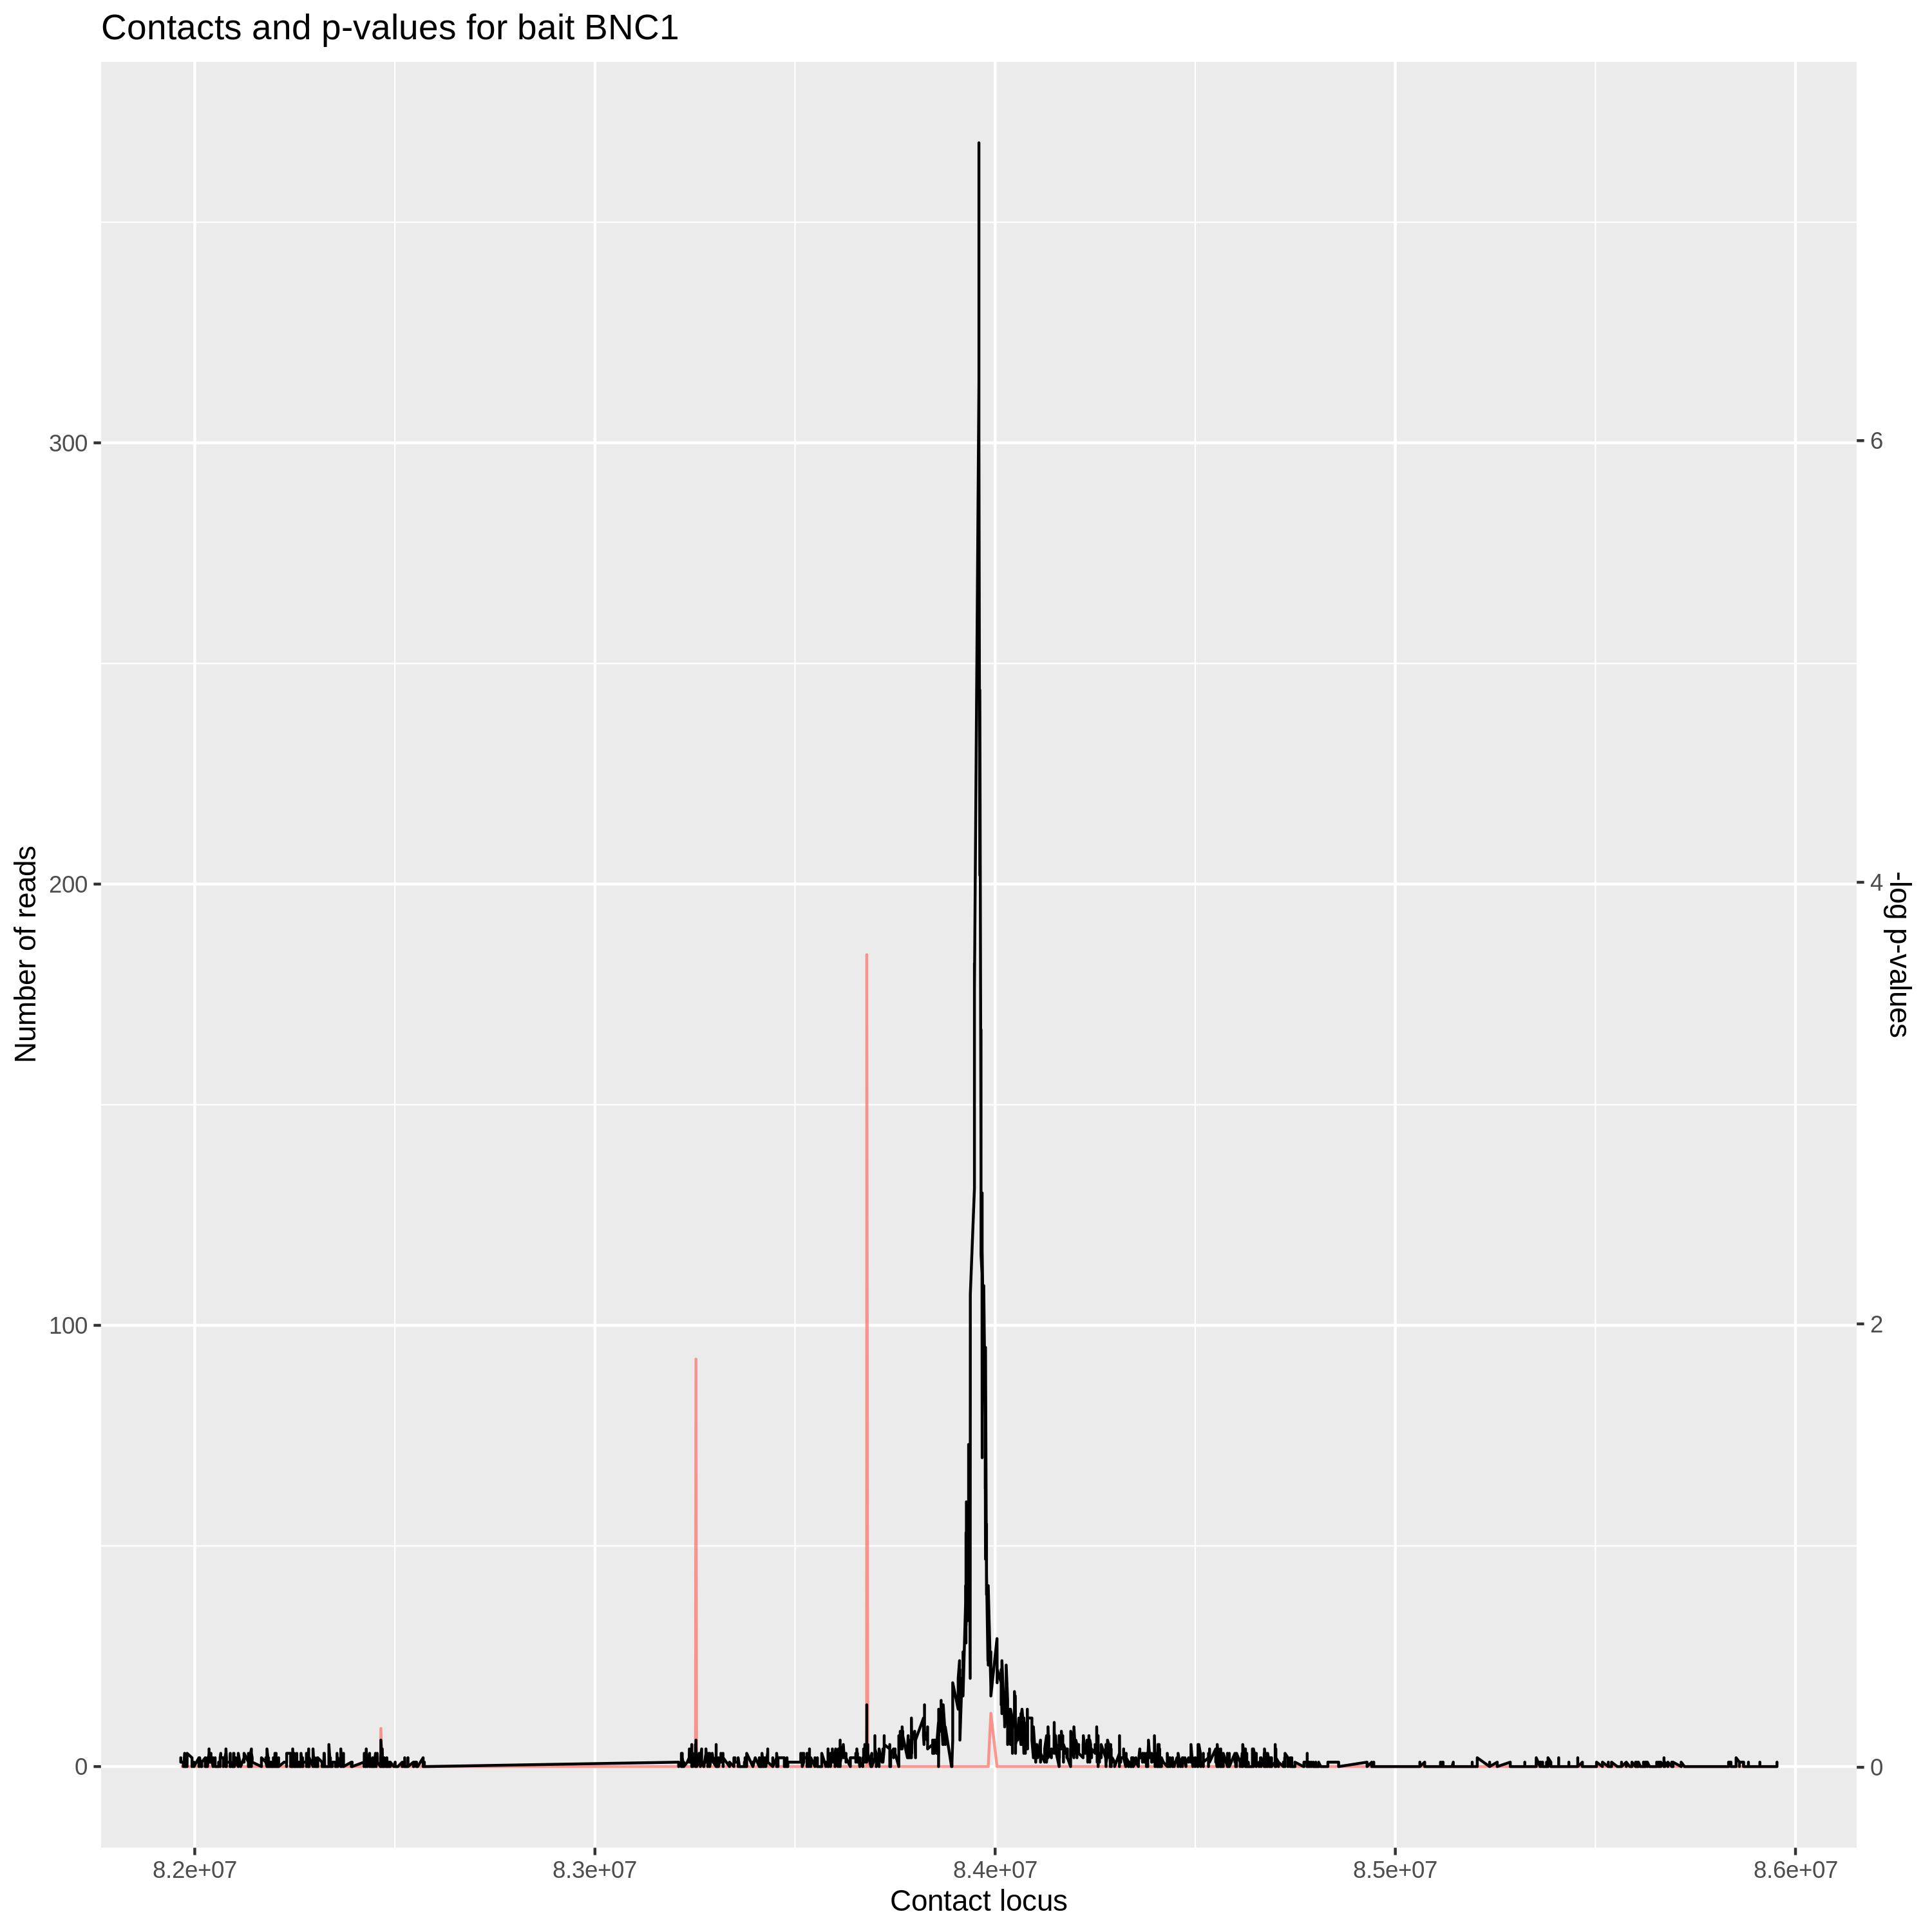 Contacts and p-values for bait BNC1
Number of reads
300
200
100
0
6
4
2
0
-log p-values
8.2e+07
8.3e+07
8.4e+07
8.5e+07
8.6e+07
Contact locus